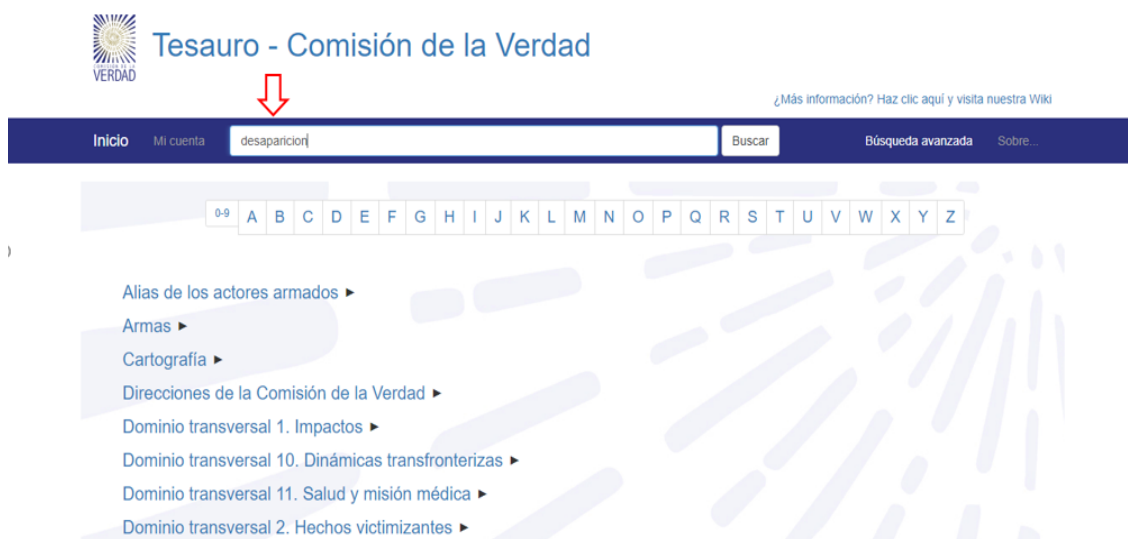 COMISIÓN DE LA
VERDAD
Tesauro - Comisión de la Verdad
¿Más información? Haz clic aquí y visita nuestra Wiki
Inicio Mi cuenta desaparicion Buscar Búsqueda avanzada Sobre...
0-9 A B C D E F G H I J K L M N O P Q R S T U V W X Y Z
Alias de los actores armados ►
Armas ►
Cartografía ►
Direcciones de la Comisión de la Verdad ►
Dominio transversal 1. Impactos ►
Dominio transversal 10. Dinámicas transfronterizas ►
Dominio transversal 11. Salud y misión médica ►
Dominio transversal 2. Hechos victimizantes ►